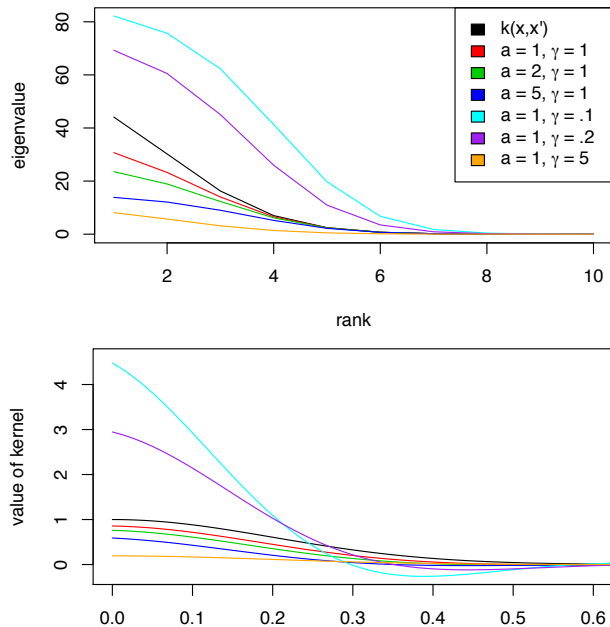 80
60
40
20
0
eigenvalue
k(x,x')
a = 1, γ = 1
a = 2, γ = 1
a = 5, γ = 1
a = 1, γ = .1
a = 1, γ = .2
a = 1, γ = 5
2 4 6 8 10
rank
4
3
2
1
0
value of kernel
0.0 0.1 0.2 0.3 0.4 0.5 0.6